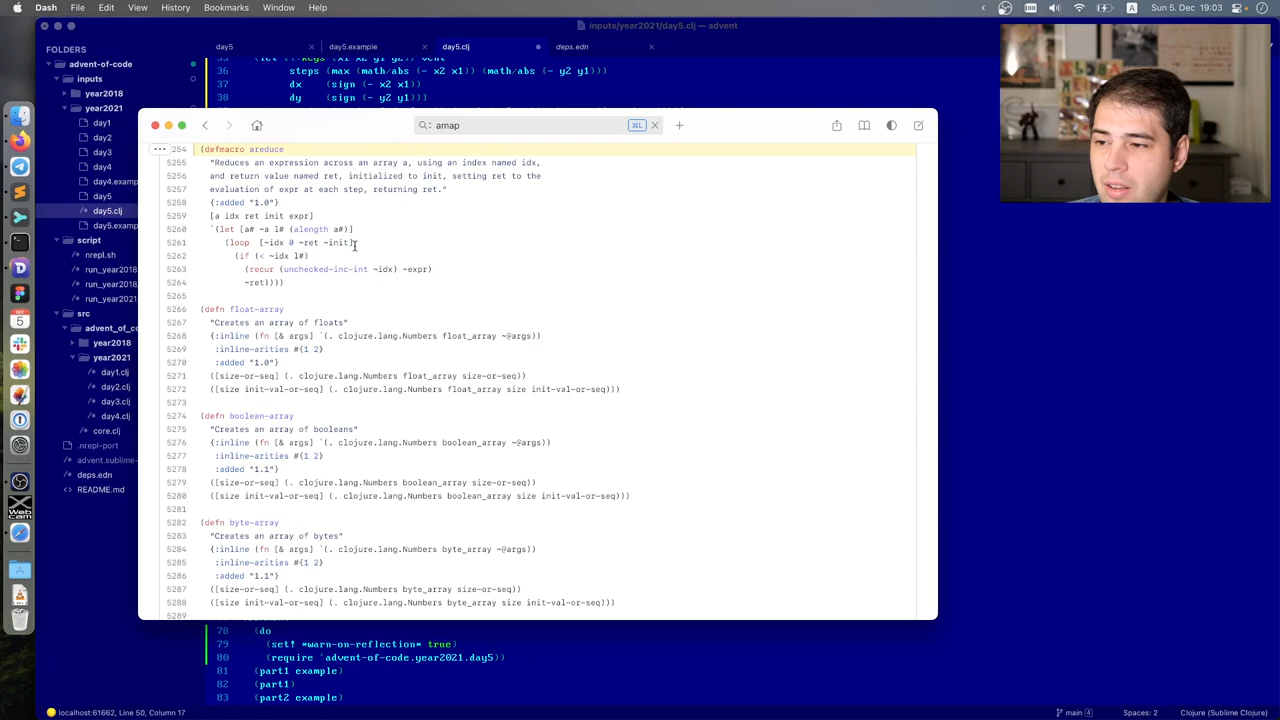 Safari File Edit View History Bookmarks Window Help
Sun 5. Dec
inputs/year2021/day5.clj — advent
FOLDERS
advent-of-code
inputs
year2018
year2021
day1
day2
day3
day4
day4.examp
day5
day5.clj
day5.examp
script
nrepl.sh
run_year2018
run_year2018
run_year2021
src
advent_of_co
year2018
year2021
day1.clj
day2.clj
day3.clj
day4.clj
core.clj
.nrepl-port
advent.sublime-
deps.edn
README.md
day5
day5.example
day5.clj
deps.edn
36 steps (max (math/abs (- x2 x1)) (math/abs (- y2 y1)))
37 dx (sign (- x2 x1))
38 dy (sign (- y2 y1))]
amap
⌘L
254 (defmacro areduce
5255 "Reduces an expression across an array a, using an index named idx,
5256 and return value named ret, initialized to init, setting ret to the
5257 evaluation of expr at each step, returning ret."
5258 {:added "1.0"}
5259 [a idx ret init expr]
5260 `(let [a# ~a l# (alength a#)]
5261 (loop [~idx 0 ~ret ~init]
5262 (if (< ~idx l#)
5263 (recur (unchecked-inc-int ~idx) ~expr)
5264 ~ret))))
5265
5266 (defn float-array
5267 "Creates an array of floats"
5268 {:inline (fn [& args] `(. clojure.lang.Numbers float_array ~@args))
5269 :inline-arities #{1 2}
5270 :added "1.0"}
5271 ([size-or-seq] (. clojure.lang.Numbers float_array size-or-seq))
5272 ([size init-val-or-seq] (. clojure.lang.Numbers float_array size init-val-or-seq)))
5273
5274 (defn boolean-array
5275 "Creates an array of booleans"
5276 {:inline (fn [& args] `(. clojure.lang.Numbers boolean_array ~@args))
5277 :inline-arities #{1 2}
5278 :added "1.1"}
5279 ([size-or-seq] (. clojure.lang.Numbers boolean_array size-or-seq))
5280 ([size init-val-or-seq] (. clojure.lang.Numbers boolean_array size init-val-or-seq)))
5281
5282 (defn byte-array
5283 "Creates an array of bytes"
5284 {:inline (fn [& args] `(. clojure.lang.Numbers byte_array ~@args))
5285 :inline-arities #{1 2}
5286 :added "1.1"}
5287 ([size-or-seq] (. clojure.lang.Numbers byte_array size-or-seq))
5288 ([size init-val-or-seq] (. clojure.lang.Numbers byte_array size init-val-or-seq)))
5289
78 (do
79 (set! *warn-on-reflection* true)
80 (require 'advent-of-code.year2021.day5))
81 (part1 example)
82 (part1)
83 (part2 example)
DEC
5
Web
cam
localhost:61662, Line 50, Column 17
main 4
Spaces: 2
Clojure (Sublime Clojure)